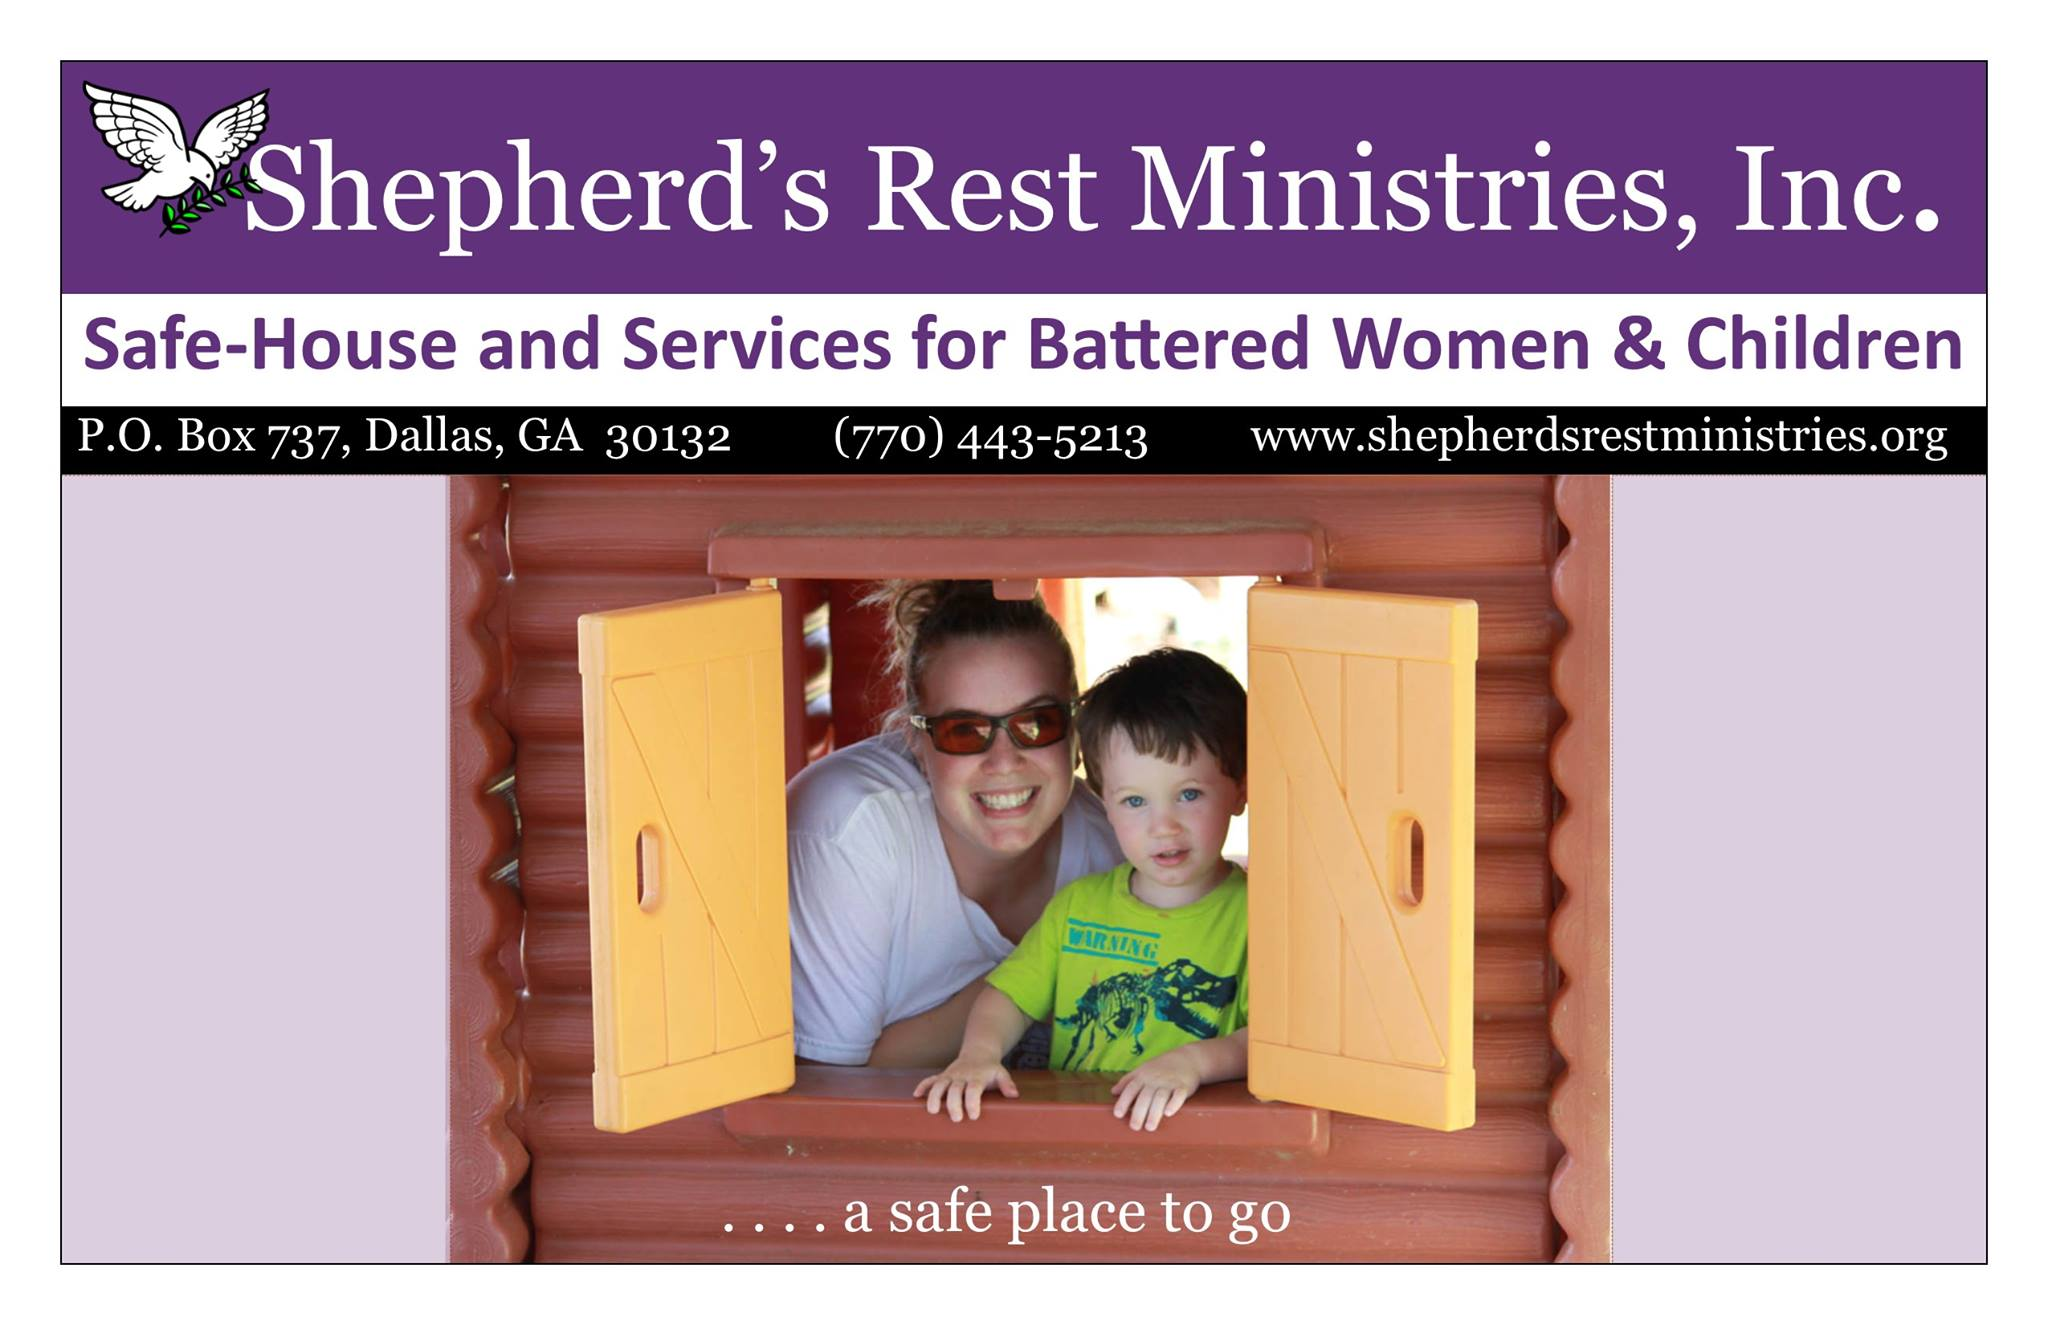 Shepherd’s Rest Ministries, Inc.
Safe-House and Services for Battered Women & Children
P.O. Box 737, Dallas, GA 30132 (770) 443-5213 www.shepherdsrestministries.org
WARNING
. . . . a safe place to go